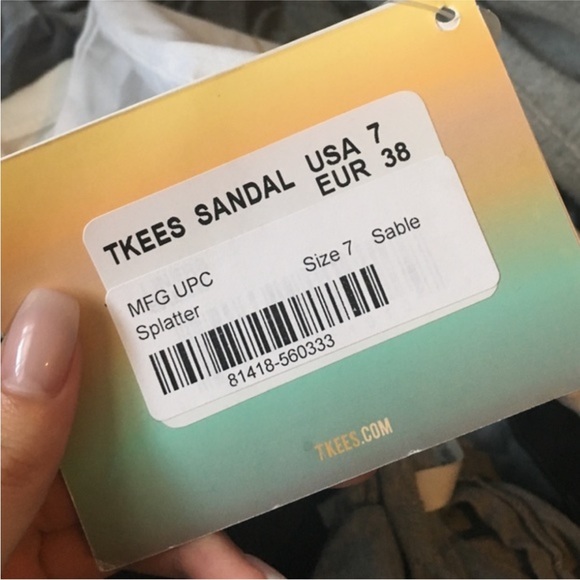 TKEES SANDAL USA 7
EUR 38
MFG UPC Size 7 Sable
Splatter
81418-560333
TKEES.COM